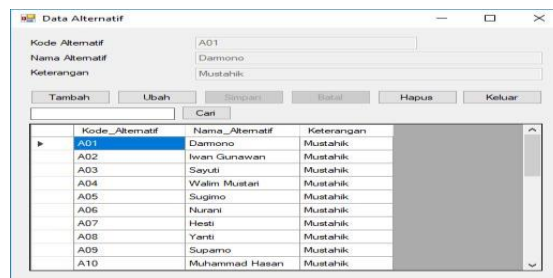 Data Alternatif
Kode Alternatif A01
Nama Alternatif Darmono
Keterangan Mustahik
Tambah Ubah Simpan Batal Hapus Keluar
Cari
Kode_Alternatif Nama_Alternatif Keterangan
A01 Darmono Mustahik
A02 Iwan Gunawan Mustahik
A03 Sayuti Mustahik
A04 Walim Mustari Mustahik
A05 Sugimo Mustahik
A06 Nurani Mustahik
A07 Hesti Mustahik
A08 Yanti Mustahik
A09 Suparno Mustahik
A10 Muhammad Hasan Mustahik